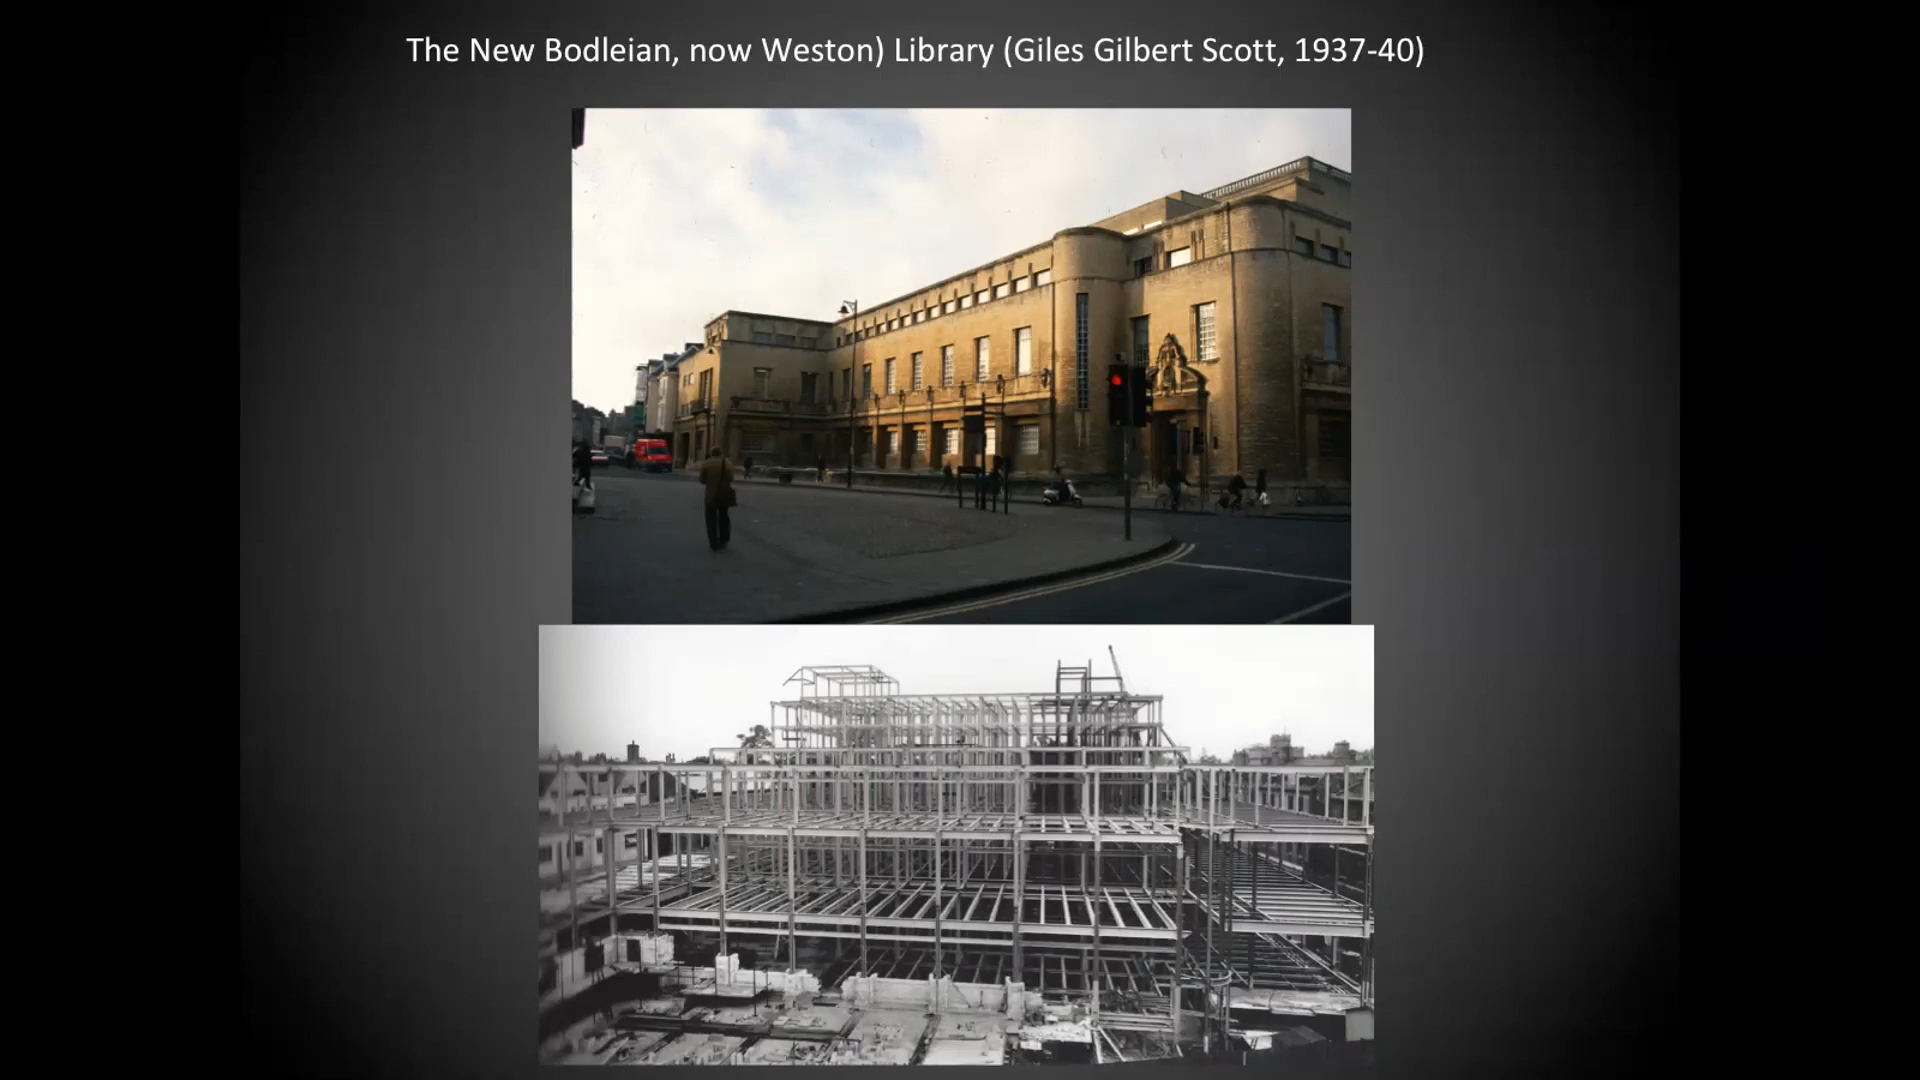 The New Bodleian, now Weston) Library (Giles Gilbert Scott, 1937-40)